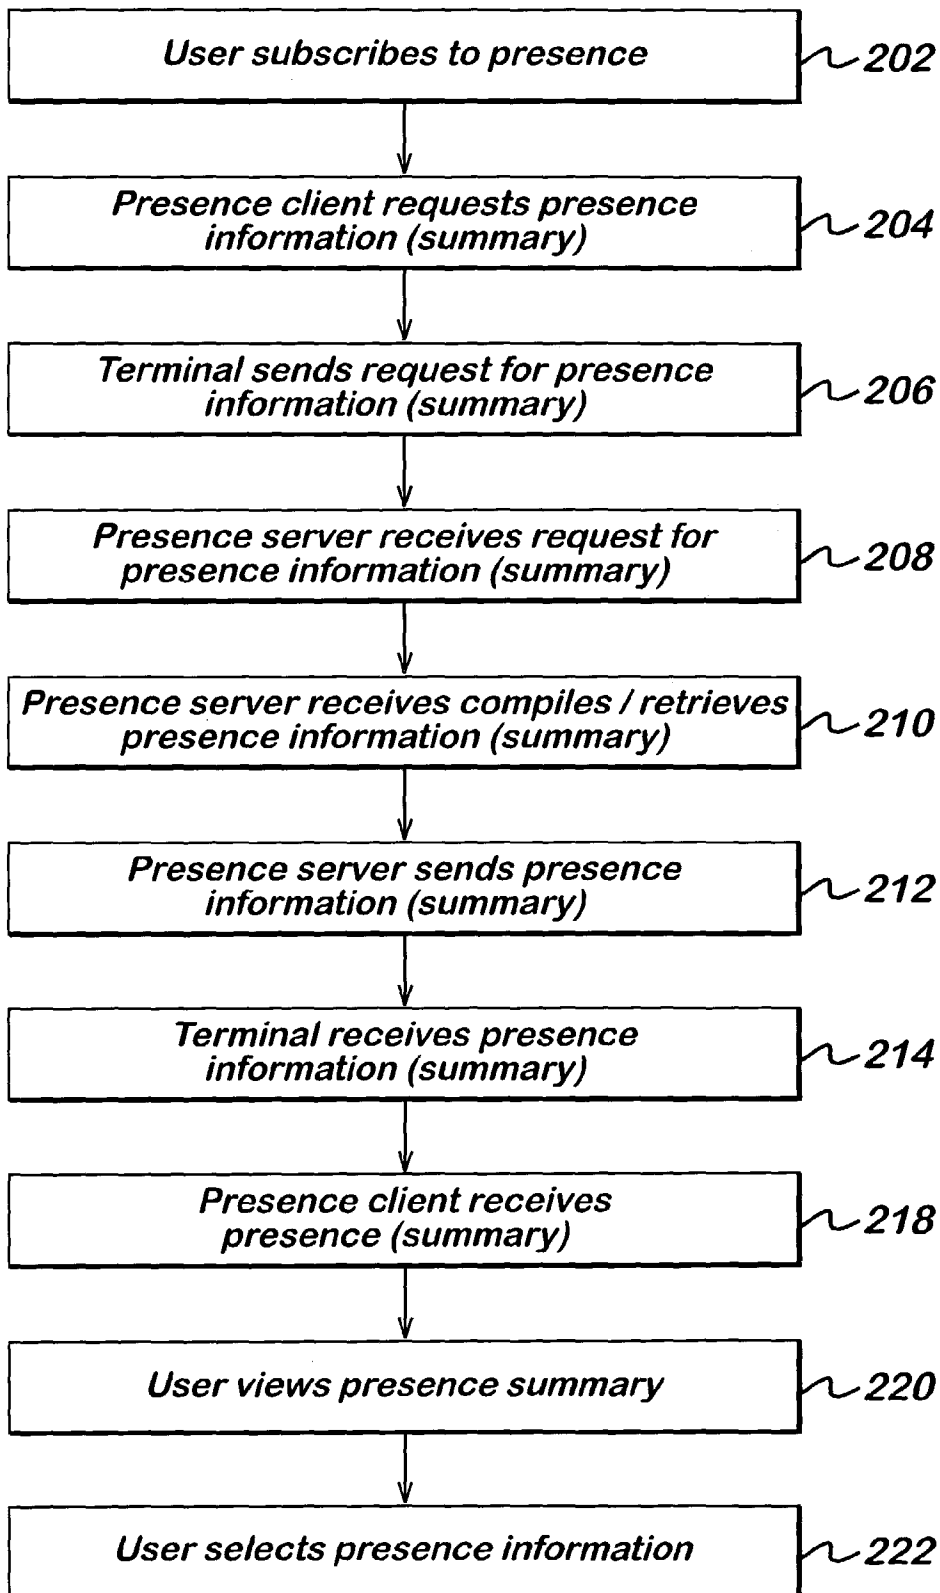 User subscribes to presence
202
Presence client requests presence
information (summary)
204
Terminal sends request for presence
information (summary)
206
Presence server receives request for
presence information (summary)
208
Presence server receives compiles / retrieves
presence information (summary)
210
Presence server sends presence
information (summary)
212
Terminal receives presence
information (summary)
214
Presence client receives
presence (summary)
218
User views presence summary
220
User selects presence information
222